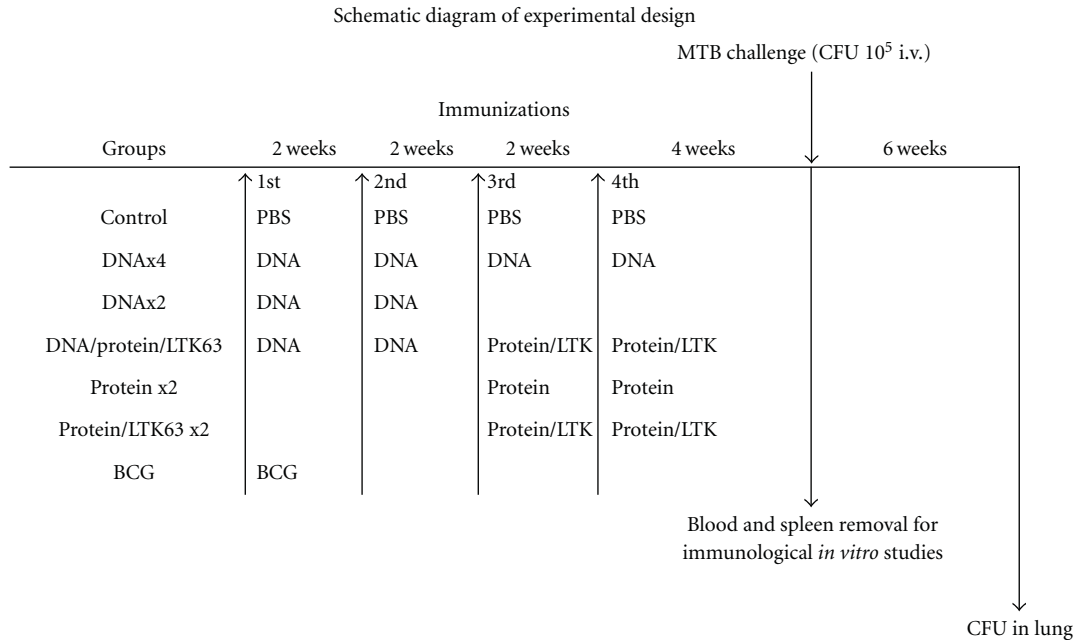 Schematic diagram of experimental design
MTB challenge (CFU 10⁵ i.v.)
Immunizations
Groups 2 weeks 2 weeks 2 weeks 4 weeks 6 weeks
1st 2nd 3rd 4th
Control PBS PBS PBS PBS
DNAx4 DNA DNA DNA DNA
DNAx2 DNA DNA
DNA/protein/LTK63 DNA DNA Protein/LTK Protein/LTK
Protein x2 Protein Protein
Protein/LTK63 x2 Protein/LTK Protein/LTK
BCG BCG
Blood and spleen removal for
immunological in vitro studies
CFU in lung